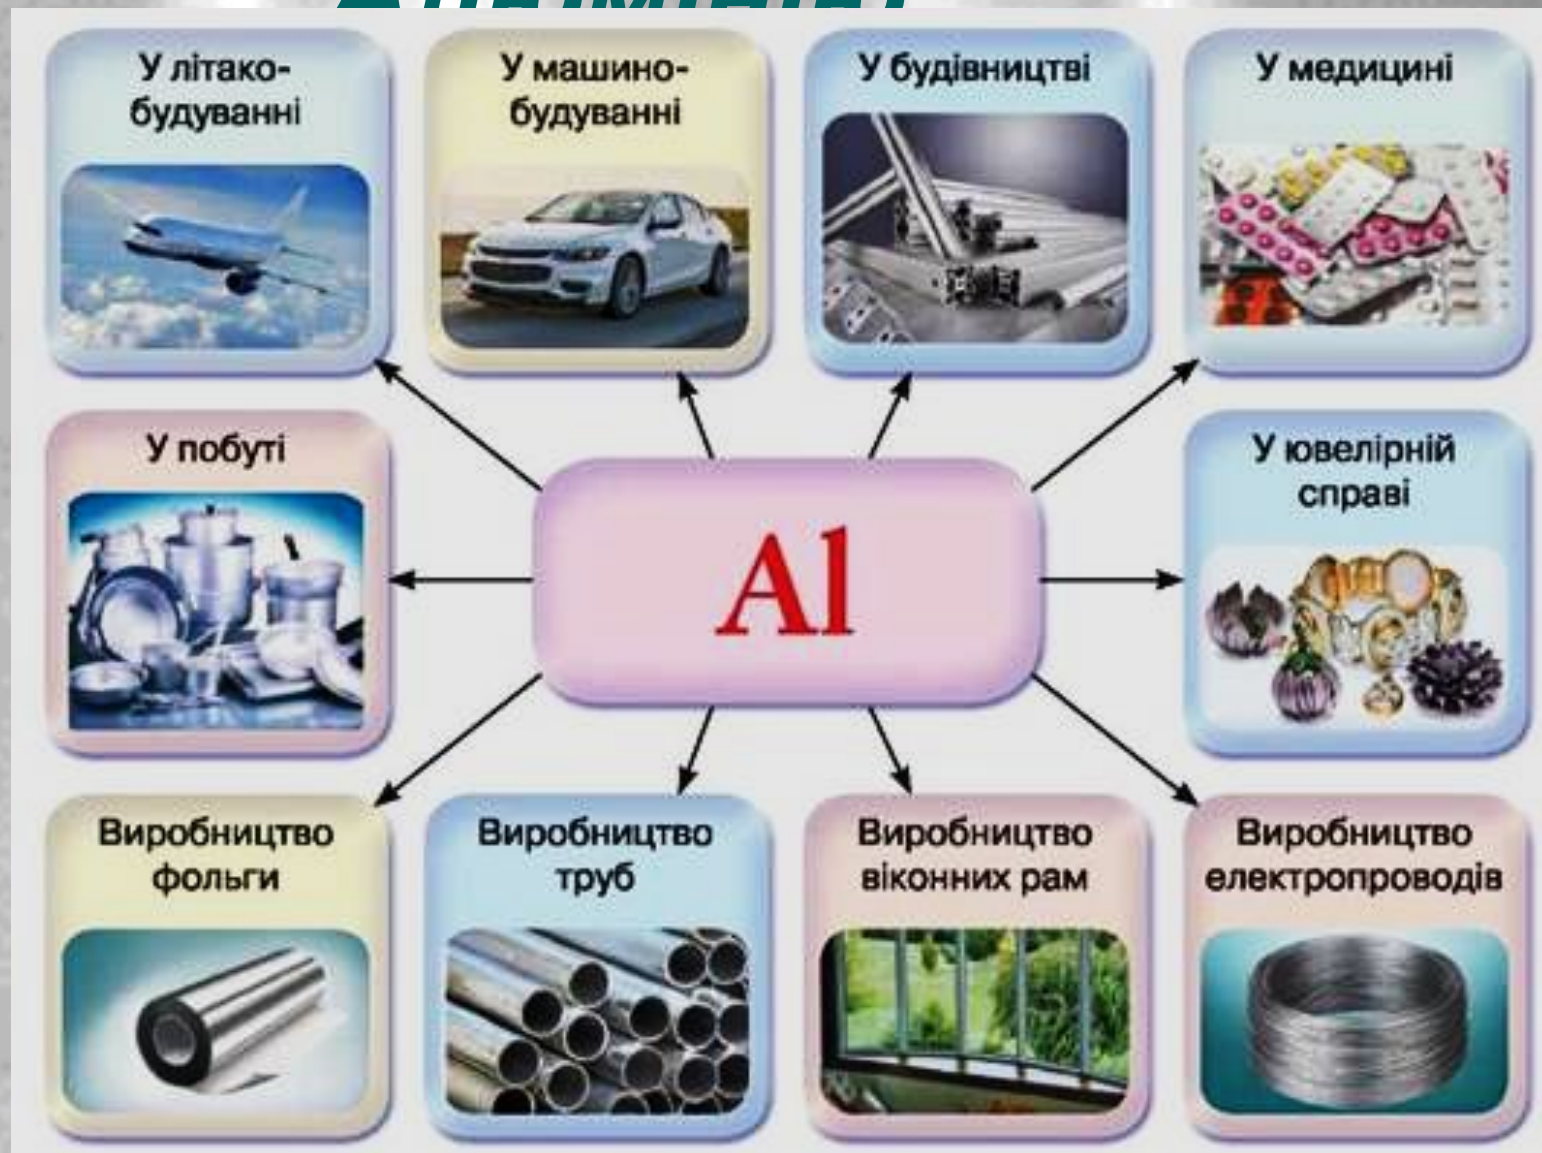 У літако-
будуванні
У машино-
будуванні
У будівництві
У медицині
У побуті
Al
У ювелірній
справі
Виробництво
фольги
Виробництво
труб
Виробництво
віконних рам
Виробництво
електропроводів